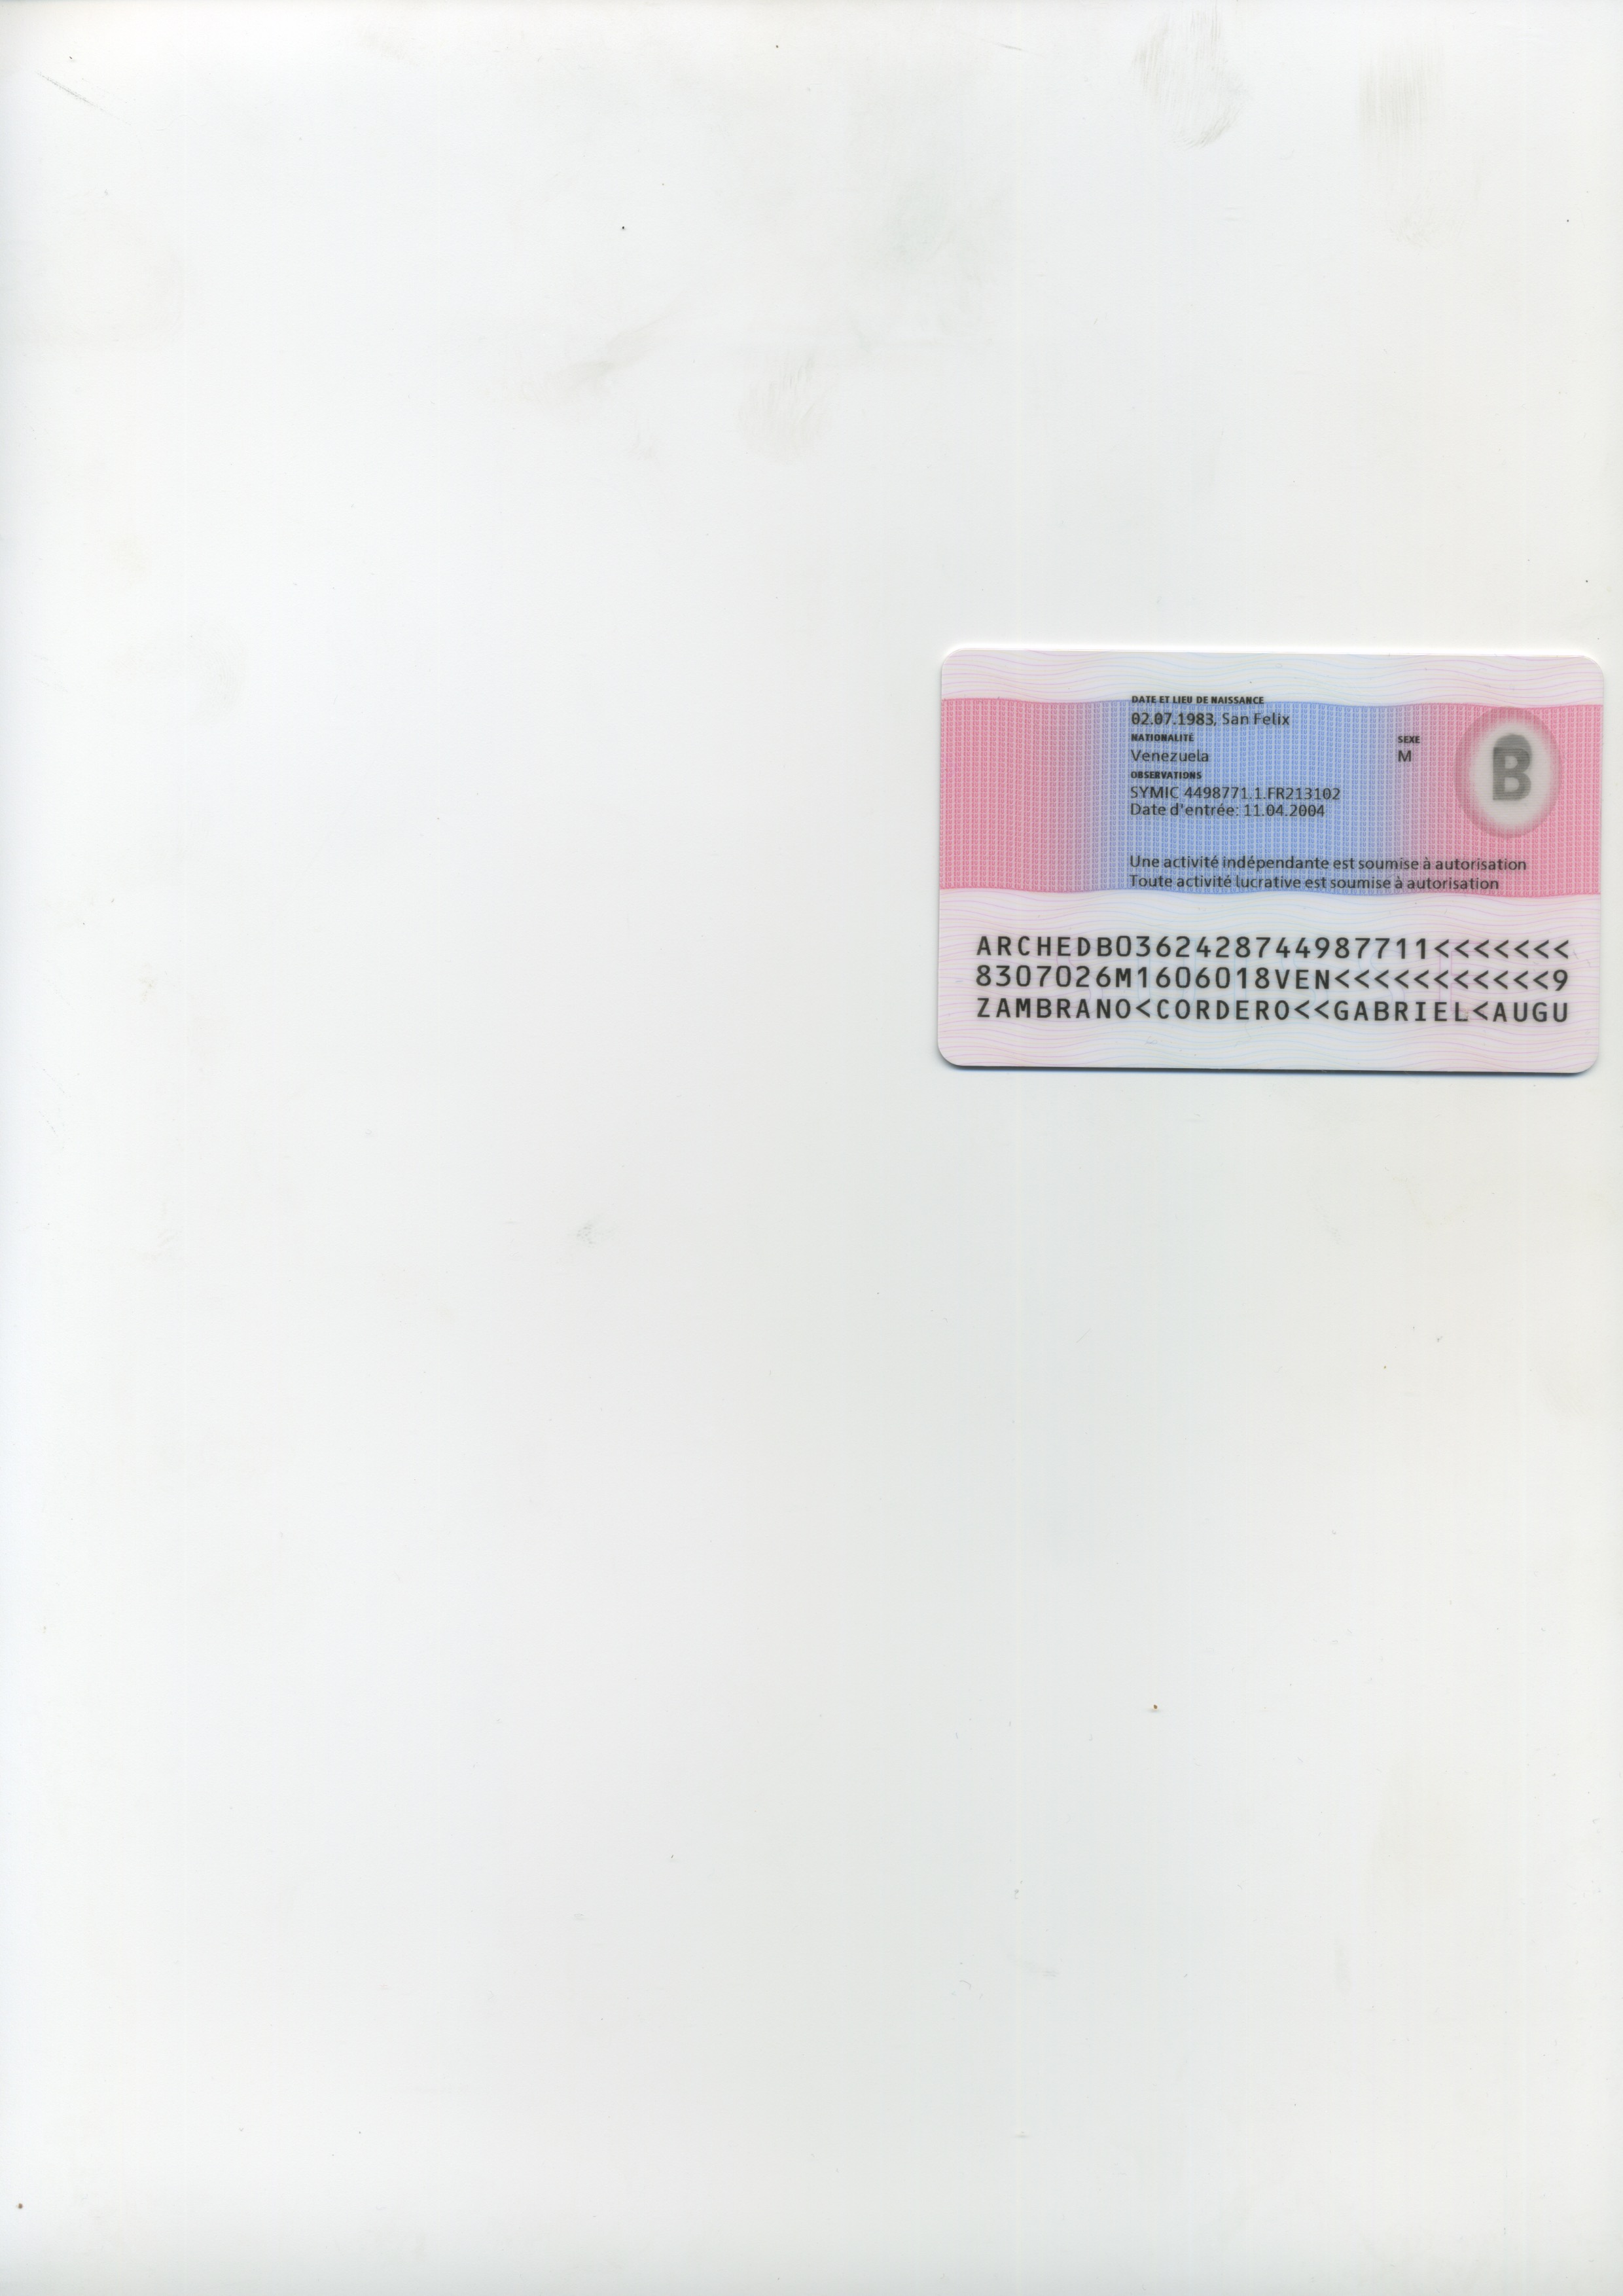 DATE ET LIEU DE NAISSANCE
02.07.1983, San Felix
NATIONALITÉ SEXE
Venezuela M
B
OBSERVATIONS
SYMIC 4498771.1.FR213102
Date d'entrée: 11.04.2004
Une activité indépendante est soumise à autorisation
Toute activité lucrative est soumise à autorisation
ARCHEDB0362428744987711<<<<<<<
8307026M1606018VEN<<<<<<<<<<<9
ZAMBRANO<CORDERO<<GABRIEL<AUGU